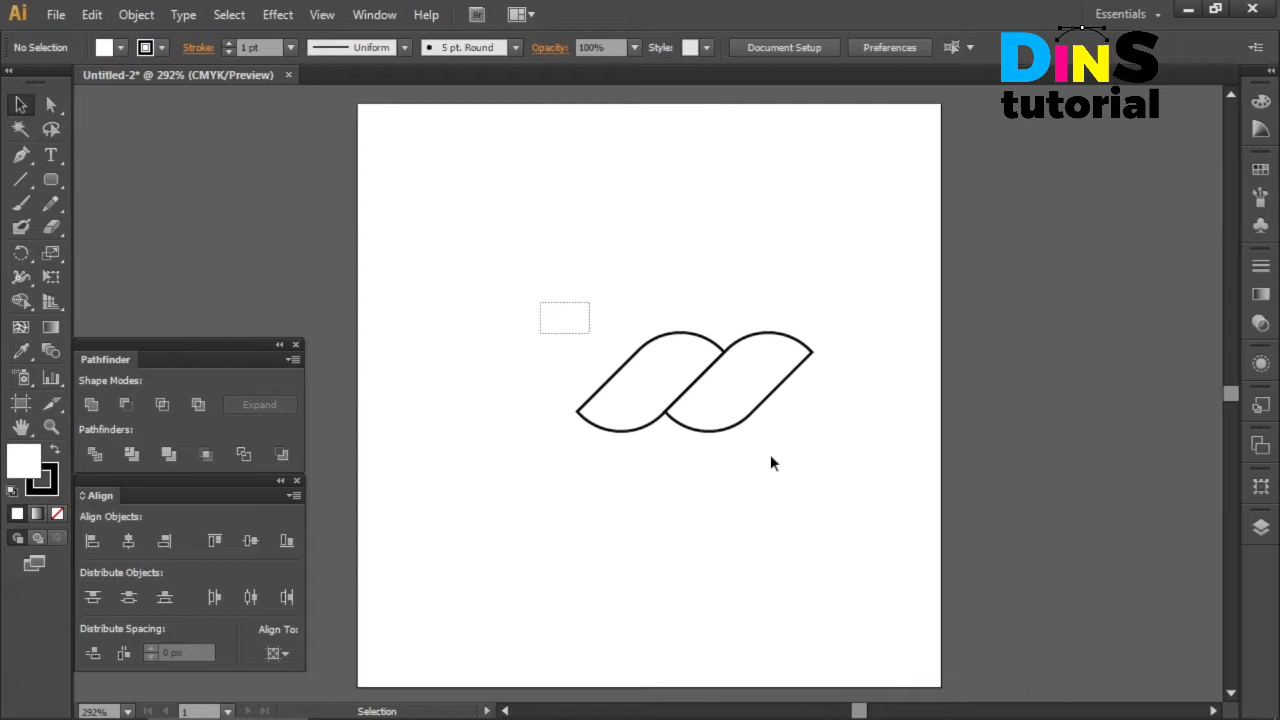 Ai File Edit Object Type Select Effect View Window Help Br Essentials
No Selection Stroke: 1 pt Uniform 5 pt. Round Opacity: 100% Style: Document Setup Preferences
DINS
tutorial
Untitled-2* @ 292% (CMYK/Preview)
Pathfinder
Shape Modes:
Expand
Pathfinders:
Align
Align Objects:
Distribute Objects:
Distribute Spacing: Align To:
0 px
292% 1 Selection